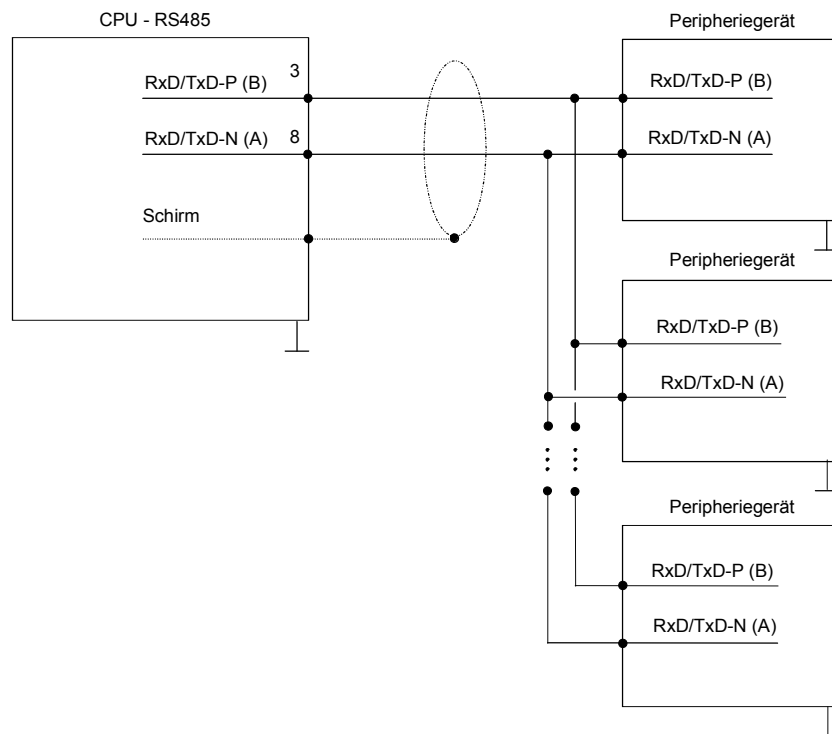 CPU - RS485
RxD/TxD-P (B)
3
RxD/TxD-N (A)
8
Schirm
Peripheriegerät
RxD/TxD-P (B)
RxD/TxD-N (A)
Peripheriegerät
RxD/TxD-P (B)
RxD/TxD-N (A)
Peripheriegerät
RxD/TxD-P (B)
RxD/TxD-N (A)